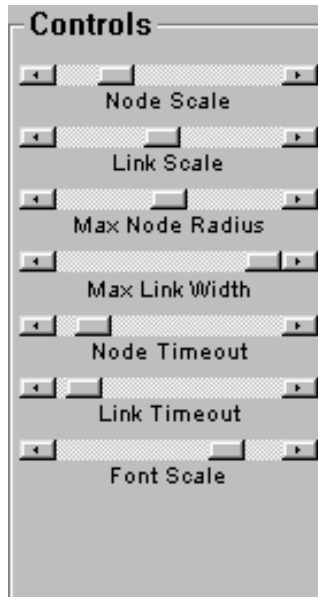 Controls
Node Scale
Link Scale
Max Node Radius
Max Link Width
Node Timeout
Link Timeout
Font Scale